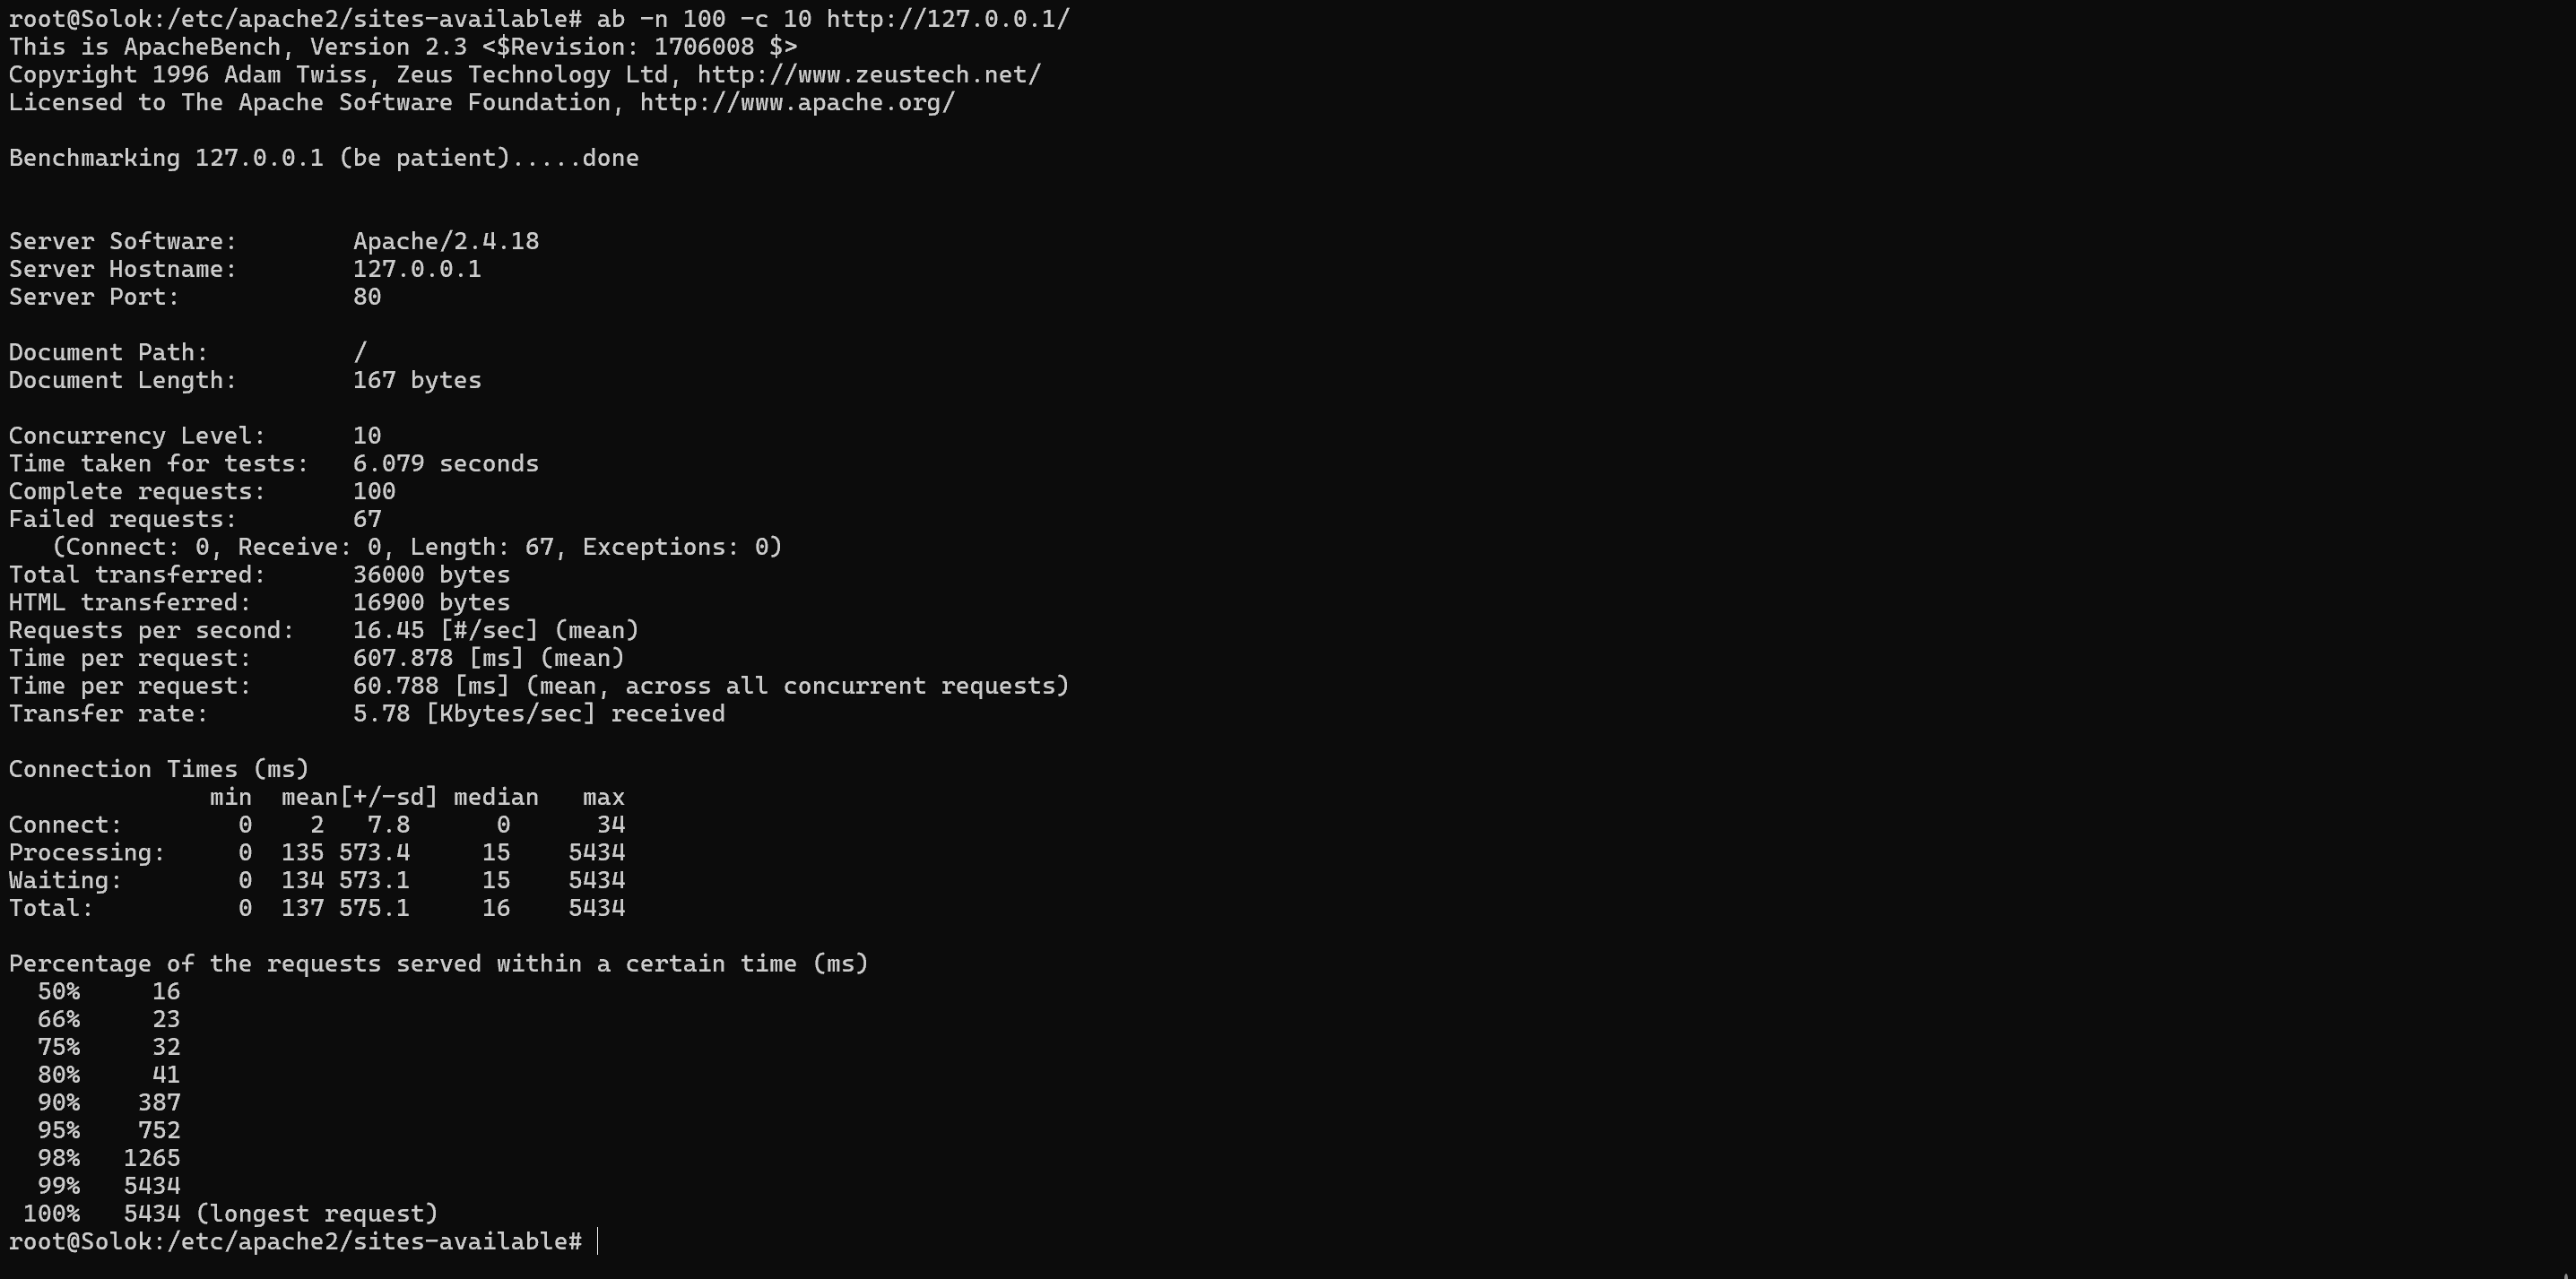 root@Solok:/etc/apache2/sites-available# ab -n 100 -c 10 http://127.0.0.1/
This is ApacheBench, Version 2.3 <$Revision: 1706008 $>
Copyright 1996 Adam Twiss, Zeus Technology Ltd, http://www.zeustech.net/
Licensed to The Apache Software Foundation, http://www.apache.org/

Benchmarking 127.0.0.1 (be patient).....done


Server Software:        Apache/2.4.18
Server Hostname:        127.0.0.1
Server Port:            80

Document Path:          /
Document Length:        167 bytes

Concurrency Level:      10
Time taken for tests:   6.079 seconds
Complete requests:      100
Failed requests:        67
   (Connect: 0, Receive: 0, Length: 67, Exceptions: 0)
Total transferred:      36000 bytes
HTML transferred:       16900 bytes
Requests per second:    16.45 [#/sec] (mean)
Time per request:       607.878 [ms] (mean)
Time per request:       60.788 [ms] (mean, across all concurrent requests)
Transfer rate:          5.78 [Kbytes/sec] received

Connection Times (ms)
              min  mean[+/-sd] median   max
Connect:        0    2   7.8      0      34
Processing:     0  135 573.4     15    5434
Waiting:        0  134 573.1     15    5434
Total:          0  137 575.1     16    5434

Percentage of the requests served within a certain time (ms)
  50%     16
  66%     23
  75%     32
  80%     41
  90%    387
  95%    752
  98%   1265
  99%   5434
 100%   5434 (longest request)
root@Solok:/etc/apache2/sites-available#